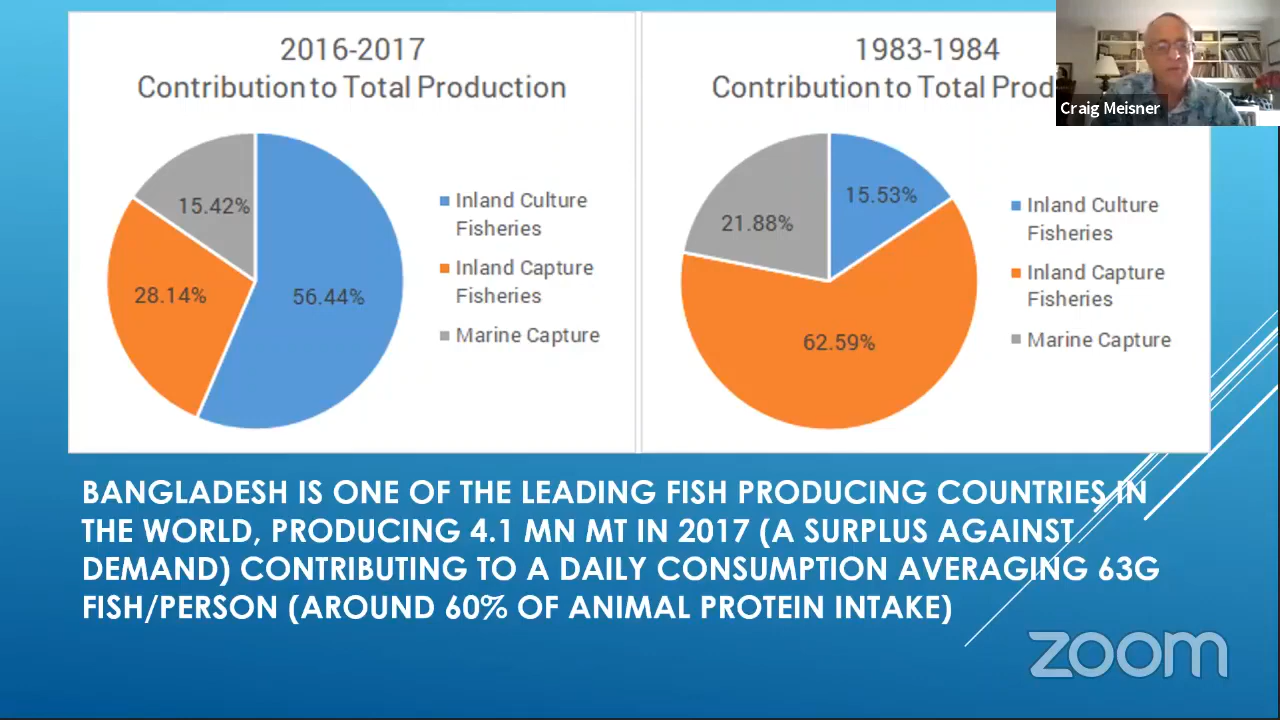 2016-2017
Contribution to Total Production
15.42%
28.14%
56.44%
Inland Culture
Fisheries
Inland Capture
Fisheries
Marine Capture
1983-1984
Contribution to Total Prod
15.53%
21.88%
62.59%
Inland Culture
Fisheries
Inland Capture
Fisheries
Marine Capture
Craig Meisner
BANGLADESH IS ONE OF THE LEADING FISH PRODUCING COUNTRIES IN
THE WORLD, PRODUCING 4.1 MN MT IN 2017 (A SURPLUS AGAINST
DEMAND) CONTRIBUTING TO A DAILY CONSUMPTION AVERAGING 63G
FISH/PERSON (AROUND 60% OF ANIMAL PROTEIN INTAKE)
zoom